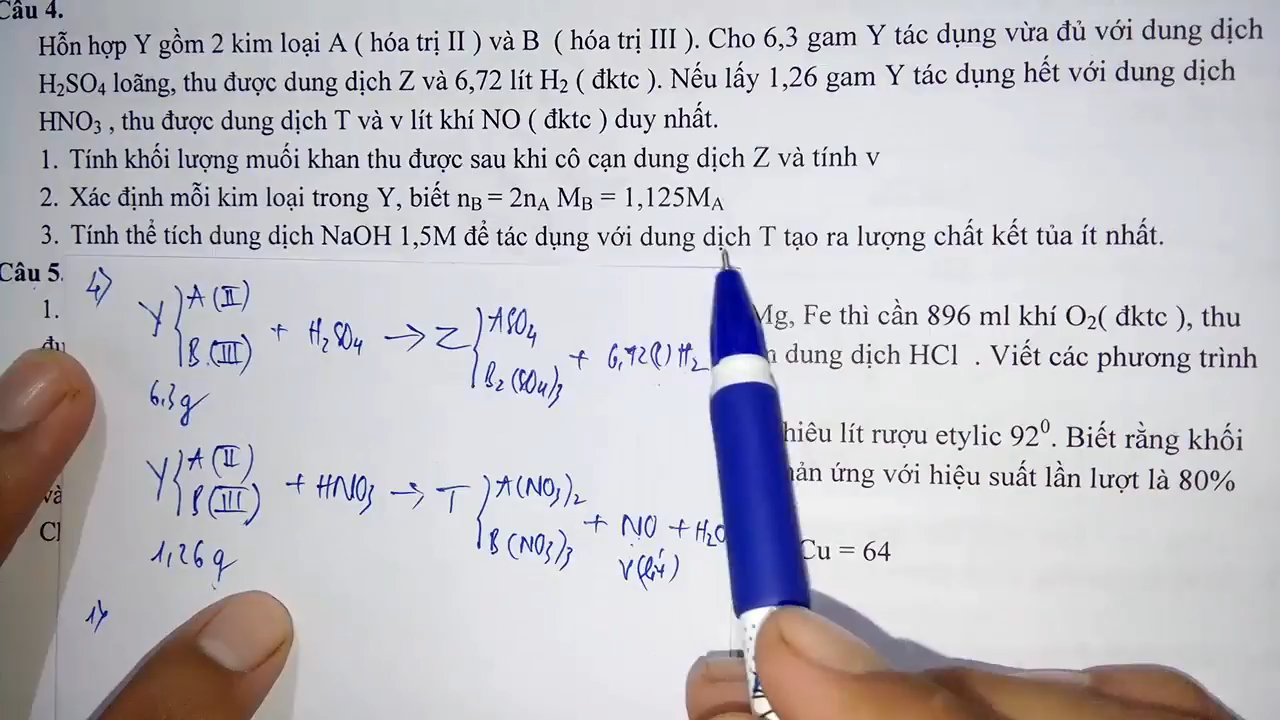 Câu 4.
Hỗn hợp Y gồm 2 kim loại A ( hóa trị II ) và B ( hóa trị III ). Cho 6,3 gam Y tác dụng vừa đủ với dung dịch
H₂SO₄ loãng, thu được dung dịch Z và 6,72 lít H₂ ( đktc ). Nếu lấy 1,26 gam Y tác dụng hết với dung dịch
HNO₃ , thu được dung dịch T và v lít khí NO ( đktc ) duy nhất.
1. Tính khối lượng muối khan thu được sau khi cô cạn dung dịch Z và tính v
2. Xác định mỗi kim loại trong Y, biết n_B = 2n_A M_B = 1,125M_A
3. Tính thể tích dung dịch NaOH 1,5M để tác dụng với dung dịch T tạo ra lượng chất kết tủa ít nhất.
Câu 5.
1. Mg, Fe thì cần 896 ml khí O₂( đktc ), thu
dung dịch HCl . Viết các phương trình
lít rượu etylic 92⁰. Biết rằng khối
ứng với hiệu suất lần lượt là 80%
và
Cu = 64
4)
Y { A (II)
B (III) + H₂SO₄ → Z { ASO₄
B₂(SO₄)₃ + 6,72(l) H₂
6,3g
Y { A (II)
B (III) + HNO₃ → T { A(NO₃)₂
B(NO₃)₃ + NO + H₂O
1,26g V(lít)
1)